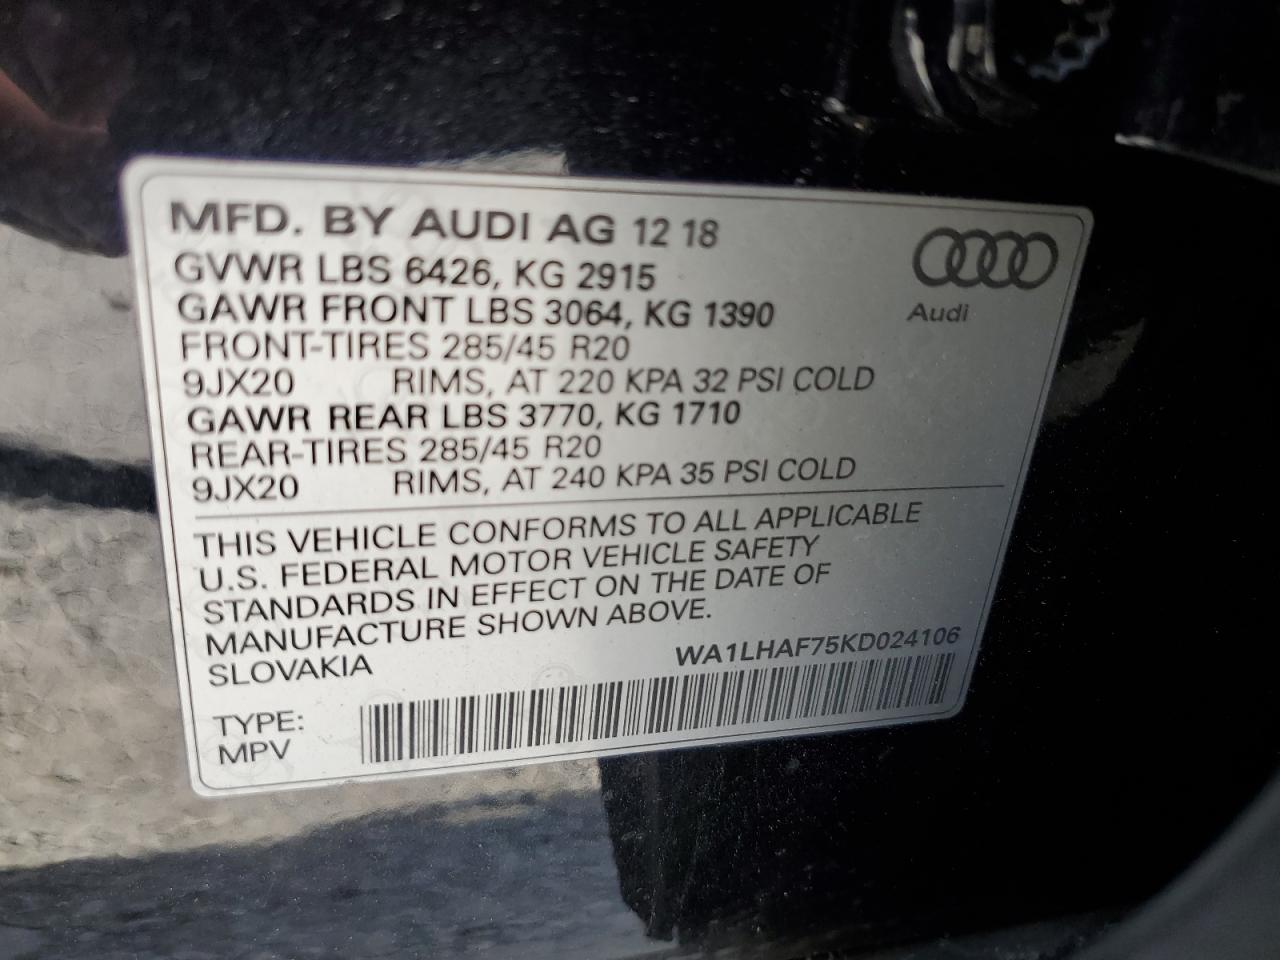 MFD. BY AUDI AG 12 18
GVWR LBS 6426, KG 2915
GAWR FRONT LBS 3064, KG 1390
FRONT-TIRES 285/45 R20
9JX20 RIMS, AT 220 KPA 32 PSI COLD
GAWR REAR LBS 3770, KG 1710
REAR-TIRES 285/45 R20
9JX20 RIMS, AT 240 KPA 35 PSI COLD
Audi
THIS VEHICLE CONFORMS TO ALL APPLICABLE
U.S. FEDERAL MOTOR VEHICLE SAFETY
STANDARDS IN EFFECT ON THE DATE OF
MANUFACTURE SHOWN ABOVE.
SLOVAKIA
WA1LHAF75KD024106
TYPE:
MPV